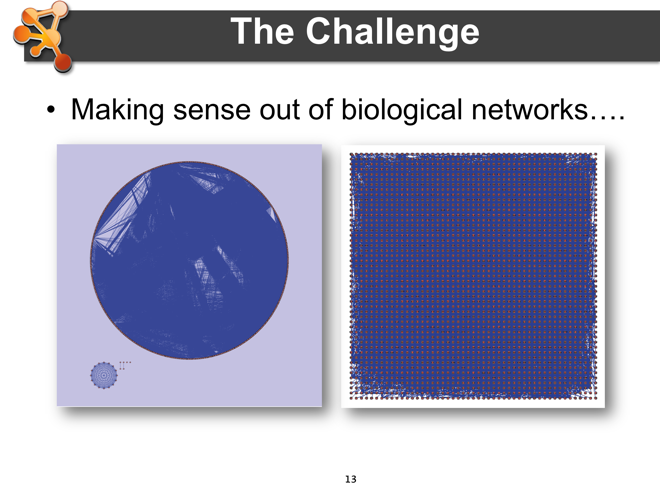 The Challenge
• Making sense out of biological networks….
13